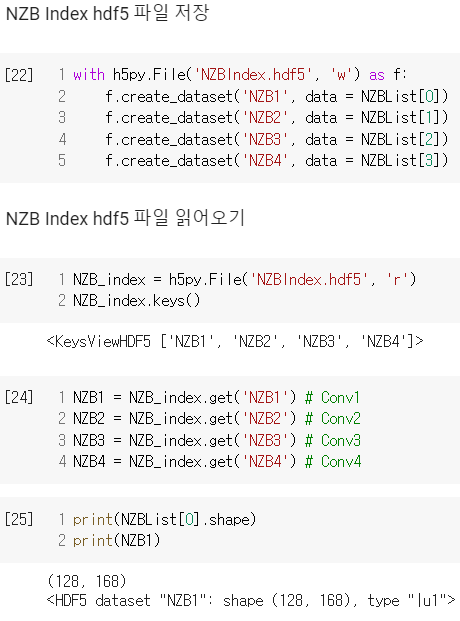 NZB Index hdf5 파일 저장
[22] 1 with h5py.File('NZBIndex.hdf5', 'w') as f:
2 f.create_dataset('NZB1', data = NZBList[0])
3 f.create_dataset('NZB2', data = NZBList[1])
4 f.create_dataset('NZB3', data = NZBList[2])
5 f.create_dataset('NZB4', data = NZBList[3])
NZB Index hdf5 파일 읽어오기
[23] 1 NZB_index = h5py.File('NZBIndex.hdf5', 'r')
2 NZB_index.keys()
<KeysViewHDF5 ['NZB1', 'NZB2', 'NZB3', 'NZB4']>
[24] 1 NZB1 = NZB_index.get('NZB1') # Conv1
2 NZB2 = NZB_index.get('NZB2') # Conv2
3 NZB3 = NZB_index.get('NZB3') # Conv3
4 NZB4 = NZB_index.get('NZB4') # Conv4
[25] 1 print(NZBList[0].shape)
2 print(NZB1)
(128, 168)
<HDF5 dataset "NZB1": shape (128, 168), type "|u1">